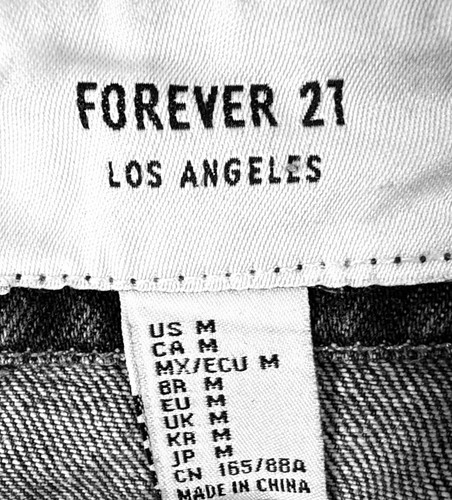 FOREVER 21
LOS ANGELES
US M
CA M
MX/ECU M
BR M
EU M
UK M
KR M
JP M
CN 165/88A
MADE IN CHINA